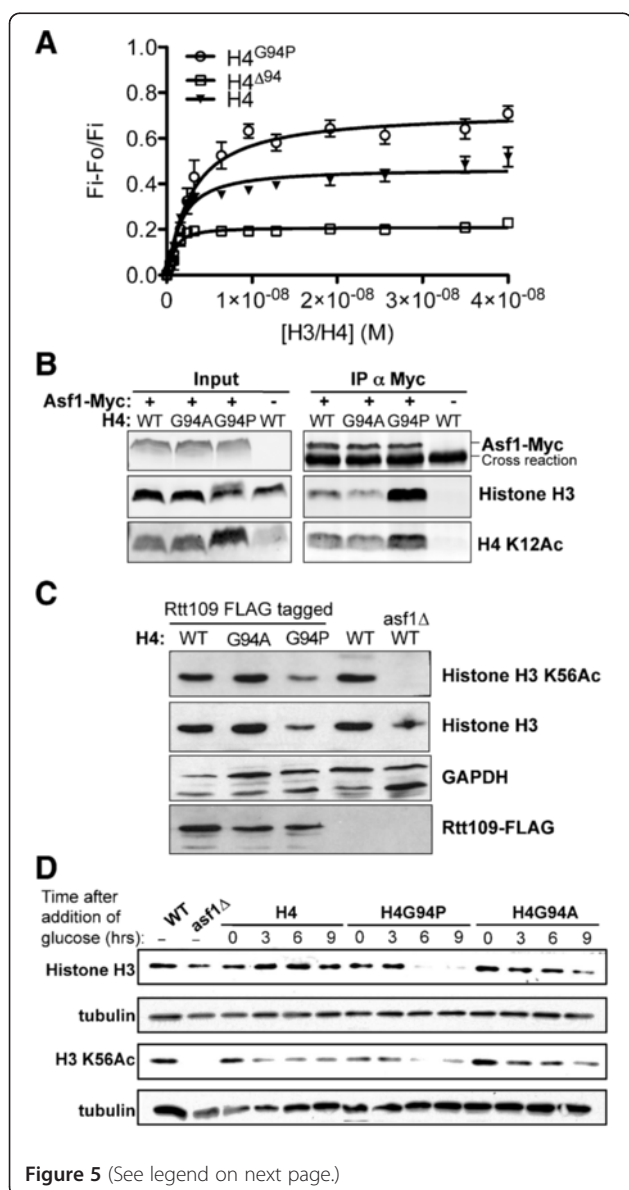 A
H4G94P
H4Δ94
H4
Fi-Fo/Fi
1.0
0.8
0.6
0.4
0.2
0.0
0 1×10-08 2×10-08 3×10-08 4×10-08
[H3/H4] (M)
B
Input IP α Myc
Asf1-Myc: + + + - + + + -
H4: WT G94A G94P WT WT G94A G94P WT
Asf1-Myc
Cross reaction
Histone H3
H4 K12Ac
C
Rtt109 FLAG tagged asf1Δ
H4: WT G94A G94P WT WT
Histone H3 K56Ac
Histone H3
GAPDH
Rtt109-FLAG
D
Time after
addition of
glucose (hrs):
WT asf1Δ H4 H4G94P H4G94A
– – 0 3 6 9 0 3 6 9 0 3 6 9
Histone H3
tubulin
H3 K56Ac
tubulin
Figure 5 (See legend on next page.)